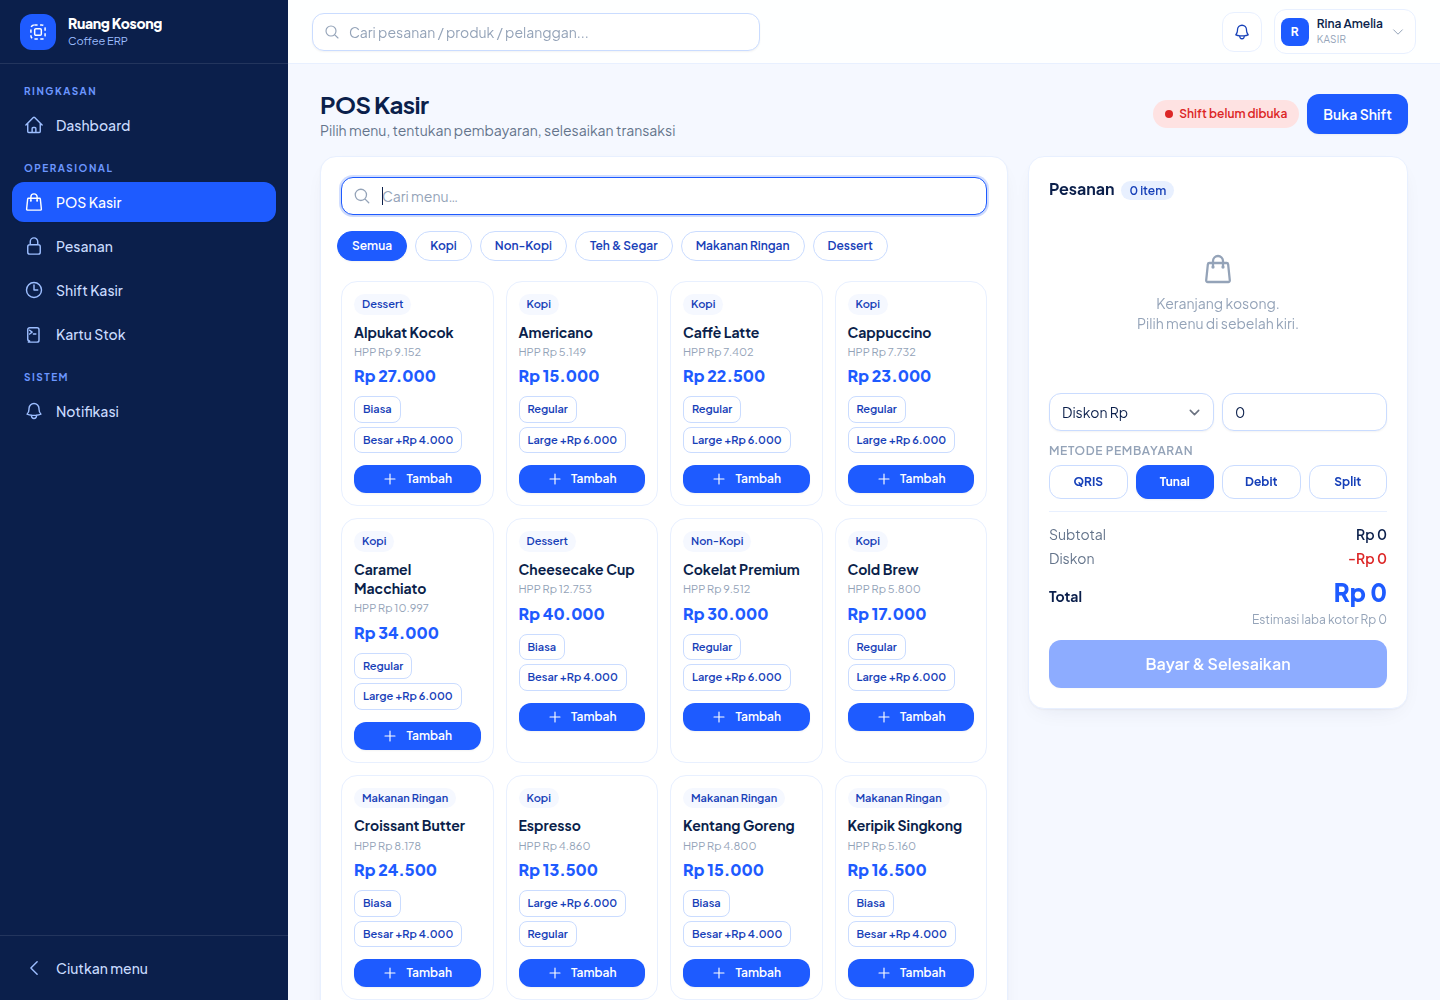 Ruang Kosong
Coffee ERP
RINGKASAN
Dashboard
OPERASIONAL
POS Kasir
Pesanan
Shift Kasir
Kartu Stok
SISTEM
Notifikasi
Ciutkan menu
Cari pesanan / produk / pelanggan...
R
Rina Amelia
KASIR
POS Kasir
Pilih menu, tentukan pembayaran, selesaikan transaksi
Shift belum dibuka
Buka Shift
Cari menu...
Semua
Kopi
Non-Kopi
Teh & Segar
Makanan Ringan
Dessert
Dessert
Alpukat Kocok
HPP Rp 9.152
Rp 27.000
Biasa
Besar +Rp 4.000
Tambah
Kopi
Americano
HPP Rp 5.149
Rp 15.000
Regular
Large +Rp 6.000
Tambah
Kopi
Caffè Latte
HPP Rp 7.402
Rp 22.500
Regular
Large +Rp 6.000
Tambah
Kopi
Cappuccino
HPP Rp 7.732
Rp 23.000
Regular
Large +Rp 6.000
Tambah
Kopi
Caramel
Macchiato
HPP Rp 10.997
Rp 34.000
Regular
Large +Rp 6.000
Tambah
Dessert
Cheesecake Cup
HPP Rp 12.753
Rp 40.000
Biasa
Besar +Rp 4.000
Tambah
Non-Kopi
Cokelat Premium
HPP Rp 9.512
Rp 30.000
Regular
Large +Rp 6.000
Tambah
Kopi
Cold Brew
HPP Rp 5.800
Rp 17.000
Regular
Large +Rp 6.000
Tambah
Makanan Ringan
Croissant Butter
HPP Rp 8.178
Rp 24.500
Biasa
Besar +Rp 4.000
Tambah
Kopi
Espresso
HPP Rp 4.860
Rp 13.500
Large +Rp 6.000
Regular
Tambah
Makanan Ringan
Kentang Goreng
HPP Rp 4.800
Rp 15.000
Biasa
Besar +Rp 4.000
Tambah
Makanan Ringan
Keripik Singkong
HPP Rp 5.160
Rp 16.500
Biasa
Besar +Rp 4.000
Tambah
Pesanan
0 item
Keranjang kosong.
Pilih menu di sebelah kiri.
Diskon Rp
0
METODE PEMBAYARAN
QRIS
Tunai
Debit
Split
Subtotal
Rp 0
Diskon
-Rp 0
Total
Rp 0
Estimasi laba kotor Rp 0
Bayar & Selesaikan